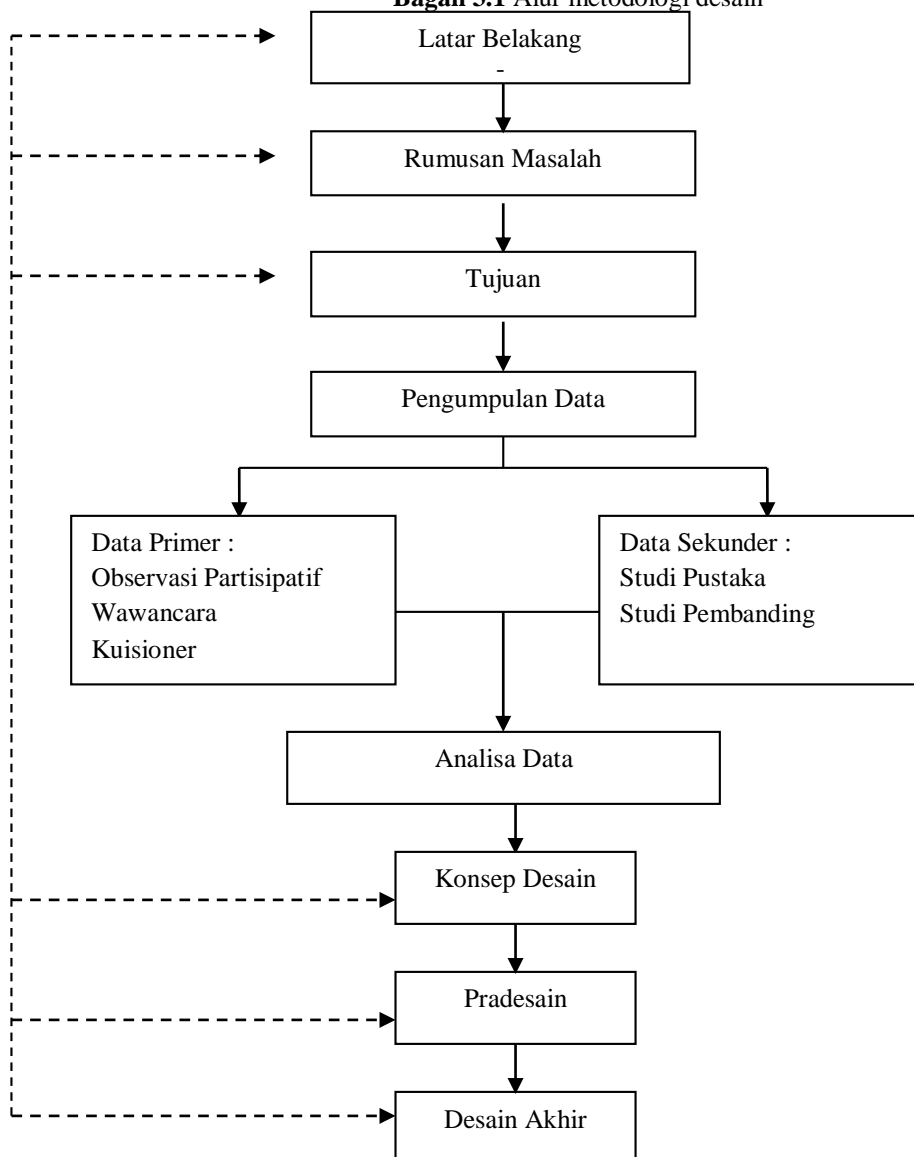 Bagan 3.1 Alur metodologi desain
Latar Belakang
-
Rumusan Masalah
Tujuan
Pengumpulan Data
Data Primer :
Observasi Partisipatif
Wawancara
Kuisioner
Data Sekunder :
Studi Pustaka
Studi Pembanding
Analisa Data
Konsep Desain
Pradesain
Desain Akhir